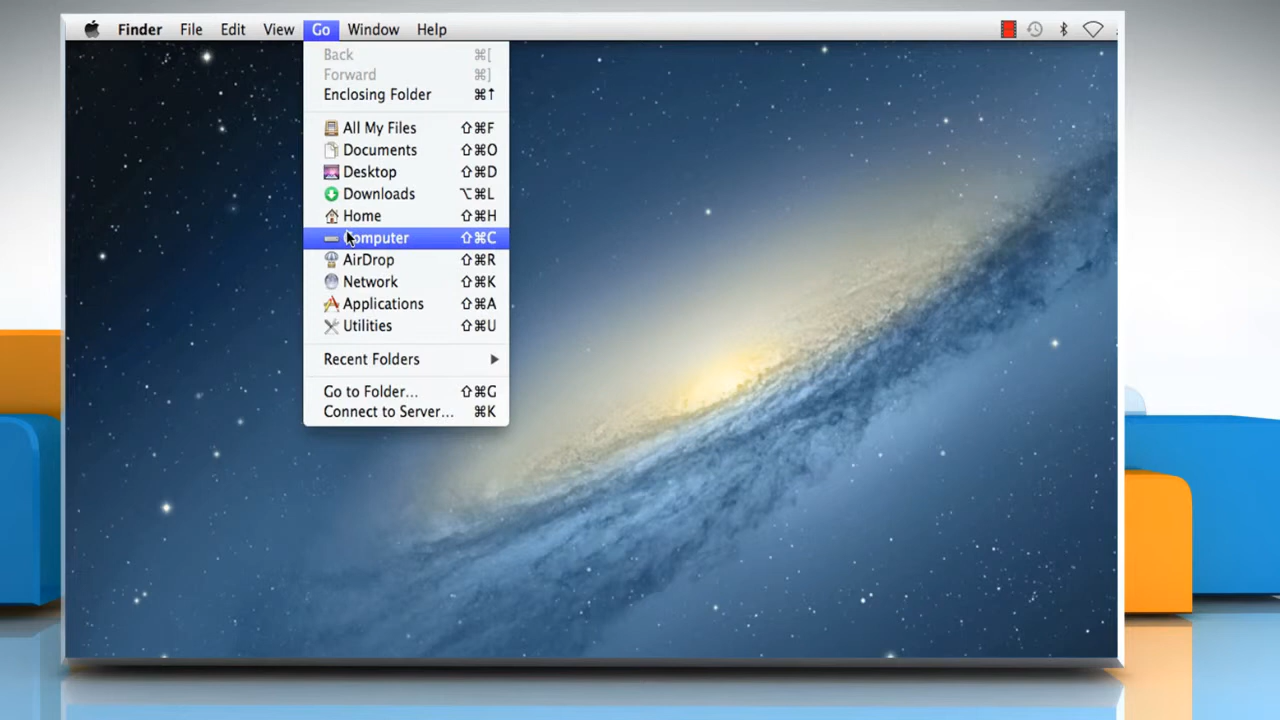 Finder File Edit View Go Window Help
Back ⌘[
Forward ⌘]
Enclosing Folder ⌘↑
All My Files ⇧⌘F
Documents ⇧⌘O
Desktop ⇧⌘D
Downloads ⌥⌘L
Home ⇧⌘H
Computer ⇧⌘C
AirDrop ⇧⌘R
Network ⇧⌘K
Applications ⇧⌘A
Utilities ⇧⌘U
Recent Folders
Go to Folder... ⇧⌘G
Connect to Server... ⌘K